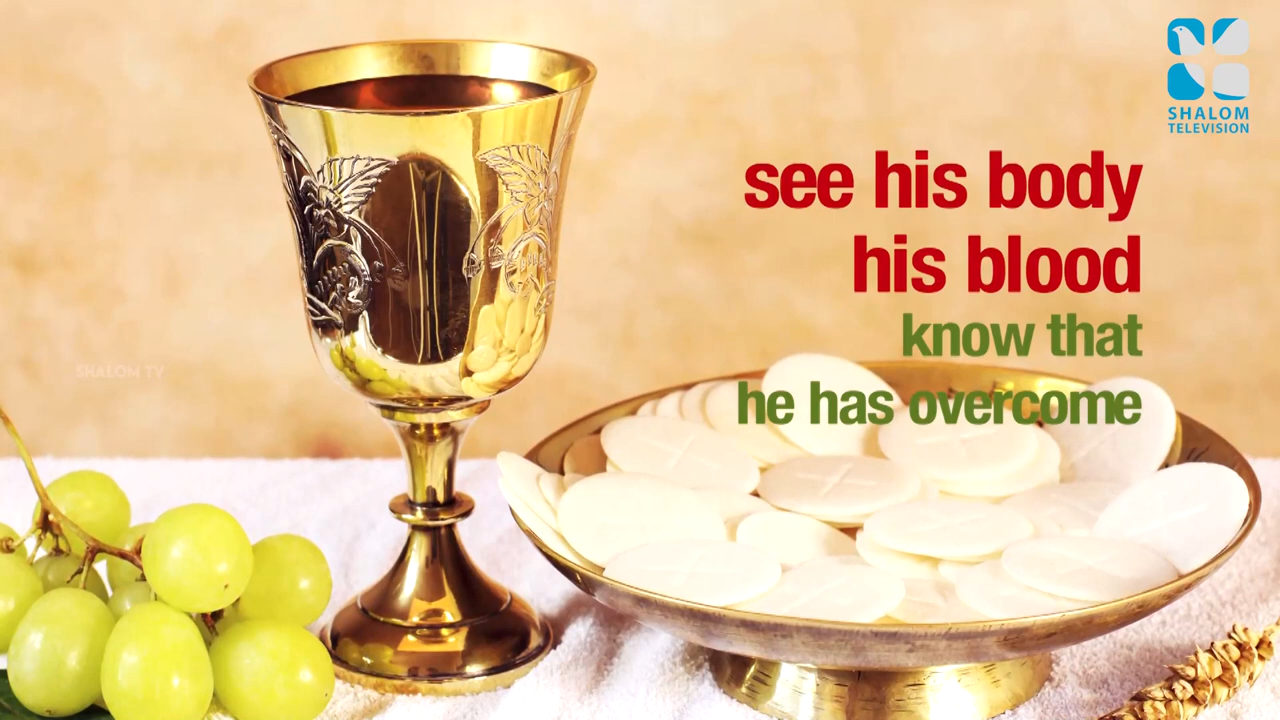 SHALOM
TELEVISION
see his body
his blood
know that
he has overcome
SHALOM TV